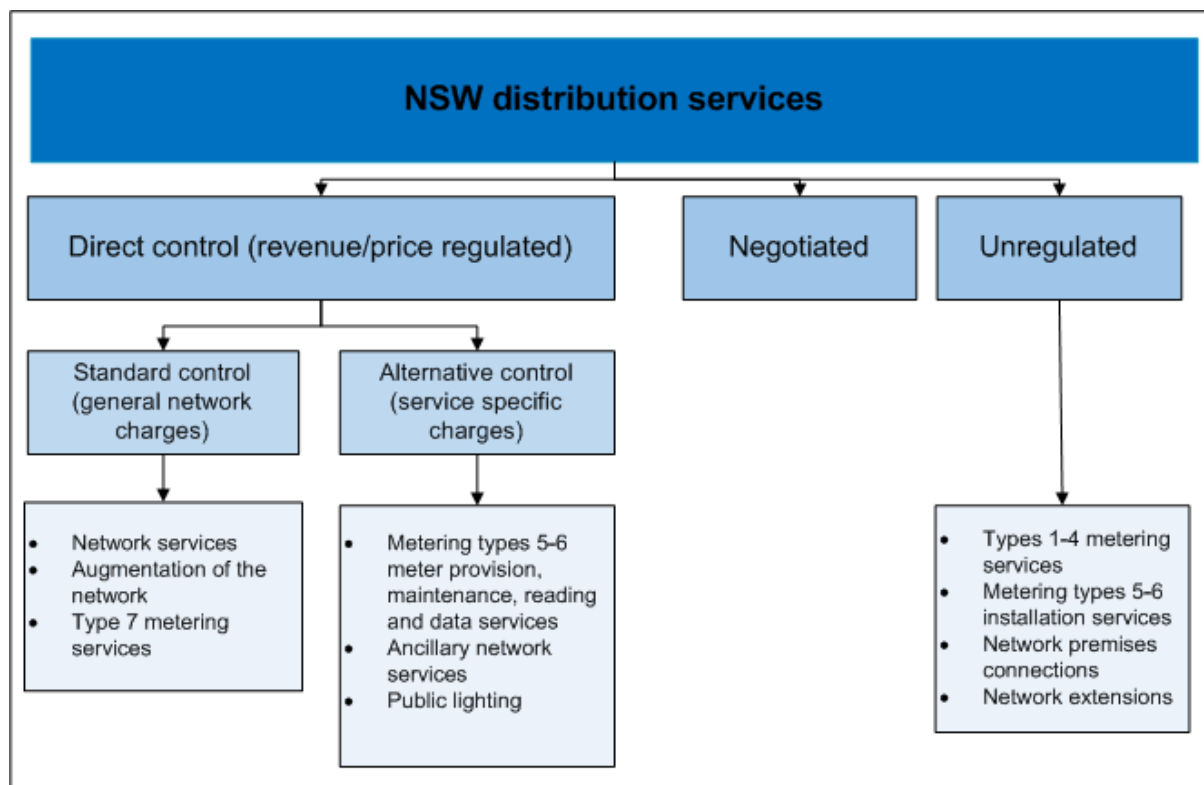 NSW distribution services
Direct control (revenue/price regulated)
Negotiated
Unregulated
Standard control
(general network
charges)
Alternative control
(service specific
charges)
• Network services
• Augmentation of the
network
• Type 7 metering
services
• Metering types 5-6
meter provision,
maintenance, reading
and data services
• Ancillary network
services
• Public lighting
• Types 1-4 metering
services
• Metering types 5-6
installation services
• Network premises
connections
• Network extensions